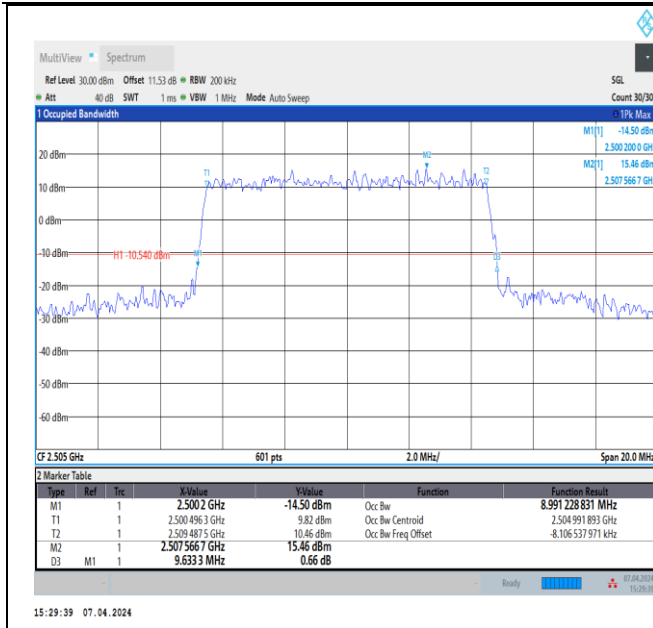 MultiView Spectrum
Ref Level 30.00 dBm Offset 11.53 dB RBW 200 kHz SGL
Att 40 dB SWT 1 ms VBW 1 MHz Mode Auto Sweep Count 30/30
1 Occupied Bandwidth 1Pk Max
M1[1] -14.50 dBm
2.500 200 0 GH
M2[1] 15.46 dBm
2.507 566 7 GH
20 dBm
M2
T1 T2
10 dBm
0 dBm
-10 dBm
H1 -10.540 dBm
M1
D3
-20 dBm
-30 dBm
-40 dBm
-50 dBm
-60 dBm
CF 2.505 GHz 601 pts 2.0 MHz/ Span 20.0 MHz
2 Marker Table
Type Ref Trc X-Value Y-Value Function Function Result
M1 1 2.500 2 GHz -14.50 dBm Occ Bw 8.991 228 831 MHz
T1 1 2.500 496 3 GHz 9.82 dBm Occ Bw Centroid 2.504 991 893 GHz
T2 1 2.509 487 5 GHz 10.46 dBm Occ Bw Freq Offset -8.106 537 971 kHz
M2 1 2.507 566 7 GHz 15.46 dBm
D3 M1 1 9.633 3 MHz 0.66 dB
Ready 07.04.2024
15:29:39
15:29:39 07.04.2024